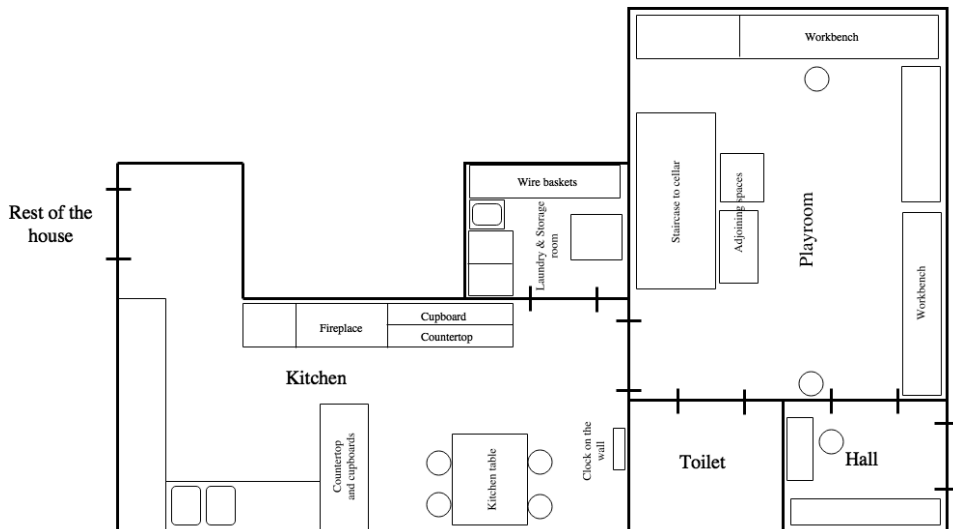 Workbench
Wire baskets
Rest of the
house
Laundry & Storage
room
Staircase to cellar
Adjoining spaces
Playroom
Workbench
Fireplace
Cupboard
Countertop
Kitchen
Countertop
and cupboards
Kitchen table
Clock on the
wall
Toilet
Hall